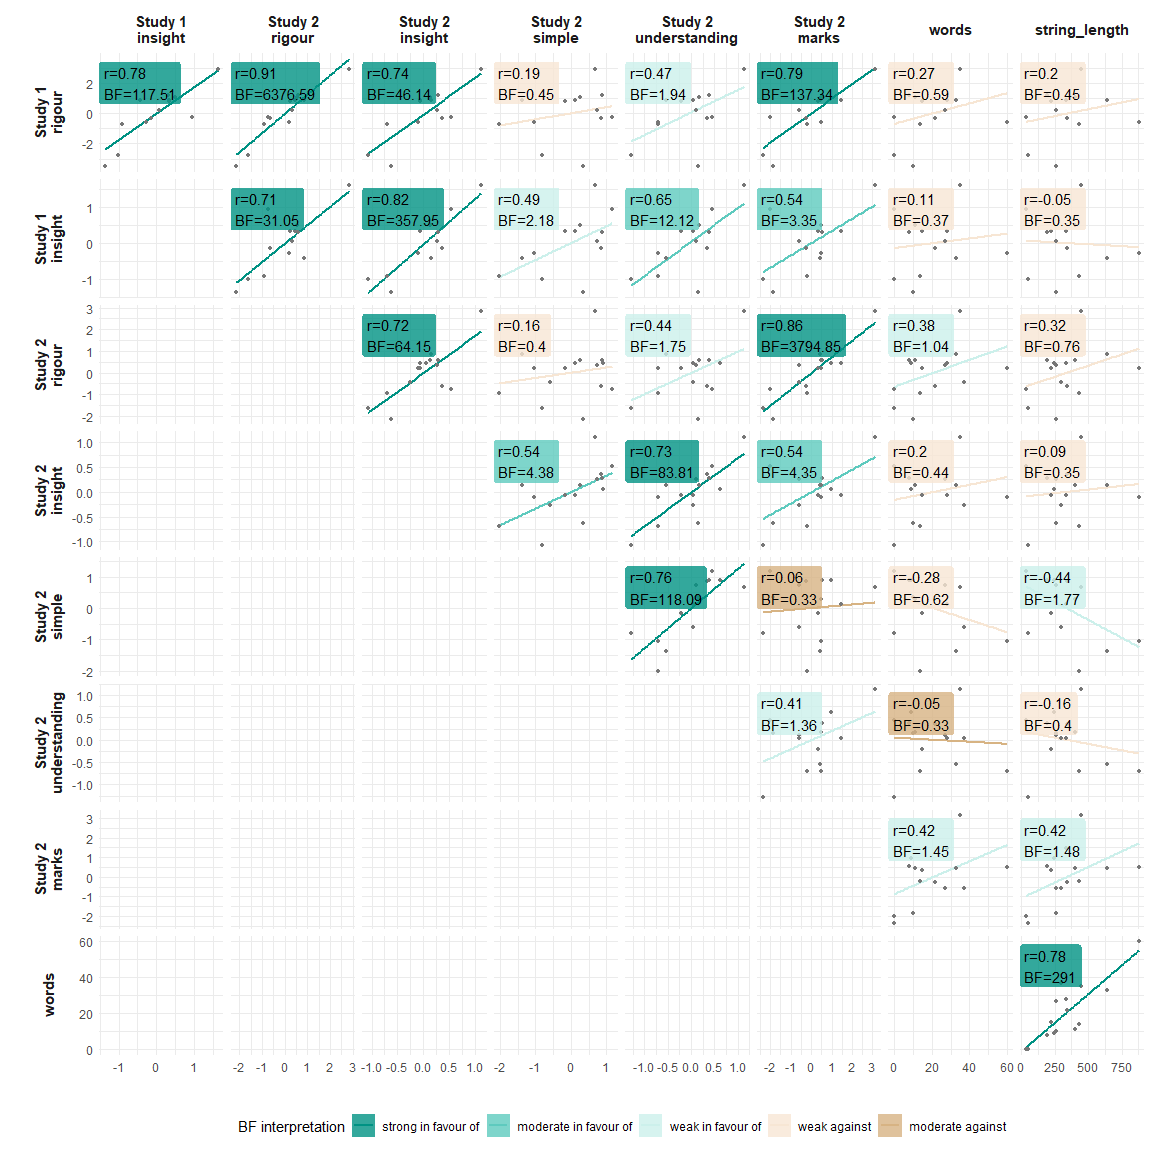 Study 1
insight
Study 2
rigour
Study 2
insight
Study 2
simple
Study 2
understanding
Study 2
marks
words
string_length
Study 1
rigour
2
0
-2
r=0.78
BF=117.51
r=0.91
BF=6376.59
r=0.74
BF=46.14
r=0.19
BF=0.45
r=0.47
BF=1.94
r=0.79
BF=137.34
r=0.27
BF=0.59
r=0.2
BF=0.45
Study 1
insight
1
0
-1
r=0.71
BF=31.05
r=0.82
BF=357.95
r=0.49
BF=2.18
r=0.65
BF=12.12
r=0.54
BF=3.35
r=0.11
BF=0.37
r=-0.05
BF=0.35
Study 2
rigour
3
2
1
0
-1
-2
r=0.72
BF=64.15
r=0.16
BF=0.4
r=0.44
BF=1.75
r=0.86
BF=3794.85
r=0.38
BF=1.04
r=0.32
BF=0.76
Study 2
insight
1.0
0.5
0.0
-0.5
-1.0
r=0.54
BF=4.38
r=0.73
BF=83.81
r=0.54
BF=4.35
r=0.2
BF=0.44
r=0.09
BF=0.35
Study 2
simple
1
0
-1
-2
r=0.76
BF=118.09
r=0.06
BF=0.33
r=-0.28
BF=0.62
r=-0.44
BF=1.77
Study 2
understanding
1.0
0.5
0.0
-0.5
-1.0
r=0.41
BF=1.36
r=-0.05
BF=0.33
r=-0.16
BF=0.4
Study 2
marks
3
2
1
0
-1
-2
r=0.42
BF=1.45
r=0.42
BF=1.48
words
60
40
20
0
r=0.78
BF=291
-1 0 1
-2 -1 0 1 2 3
-1.0 -0.5 0.0 0.5 1.0
-2 -1 0 1
-1.0 -0.5 0.0 0.5 1.0
-2 -1 0 1 2 3
0 20 40 60
0 250 500 750
BF interpretation strong in favour of moderate in favour of weak in favour of weak against moderate against